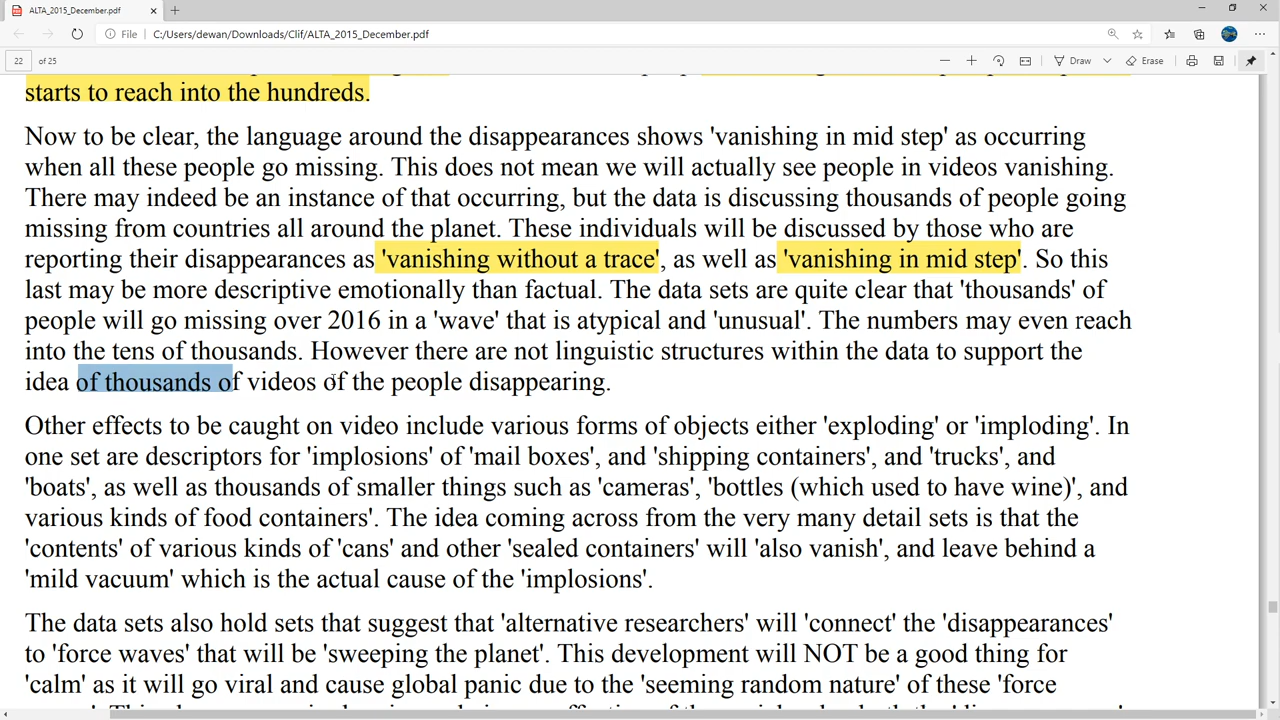 ALTA_2015_December.pdf
File C:/Users/dewan/Downloads/Clif/ALTA_2015_December.pdf
22 of 25 Draw Erase
starts to reach into the hundreds.
Now to be clear, the language around the disappearances shows 'vanishing in mid step' as occurring
when all these people go missing. This does not mean we will actually see people in videos vanishing.
There may indeed be an instance of that occurring, but the data is discussing thousands of people going
missing from countries all around the planet. These individuals will be discussed by those who are
reporting their disappearances as 'vanishing without a trace', as well as 'vanishing in mid step'. So this
last may be more descriptive emotionally than factual. The data sets are quite clear that 'thousands' of
people will go missing over 2016 in a 'wave' that is atypical and 'unusual'. The numbers may even reach
into the tens of thousands. However there are not linguistic structures within the data to support the
idea of thousands of videos of the people disappearing.
Other effects to be caught on video include various forms of objects either 'exploding' or 'imploding'. In
one set are descriptors for 'implosions' of 'mail boxes', and 'shipping containers', and 'trucks', and
'boats', as well as thousands of smaller things such as 'cameras', 'bottles (which used to have wine)', and
various kinds of food containers'. The idea coming across from the very many detail sets is that the
'contents' of various kinds of 'cans' and other 'sealed containers' will 'also vanish', and leave behind a
'mild vacuum' which is the actual cause of the 'implosions'.
The data sets also hold sets that suggest that 'alternative researchers' will 'connect' the 'disappearances'
to 'force waves' that will be 'sweeping the planet'. This development will NOT be a good thing for
'calm' as it will go viral and cause global panic due to the 'seeming random nature' of these 'force